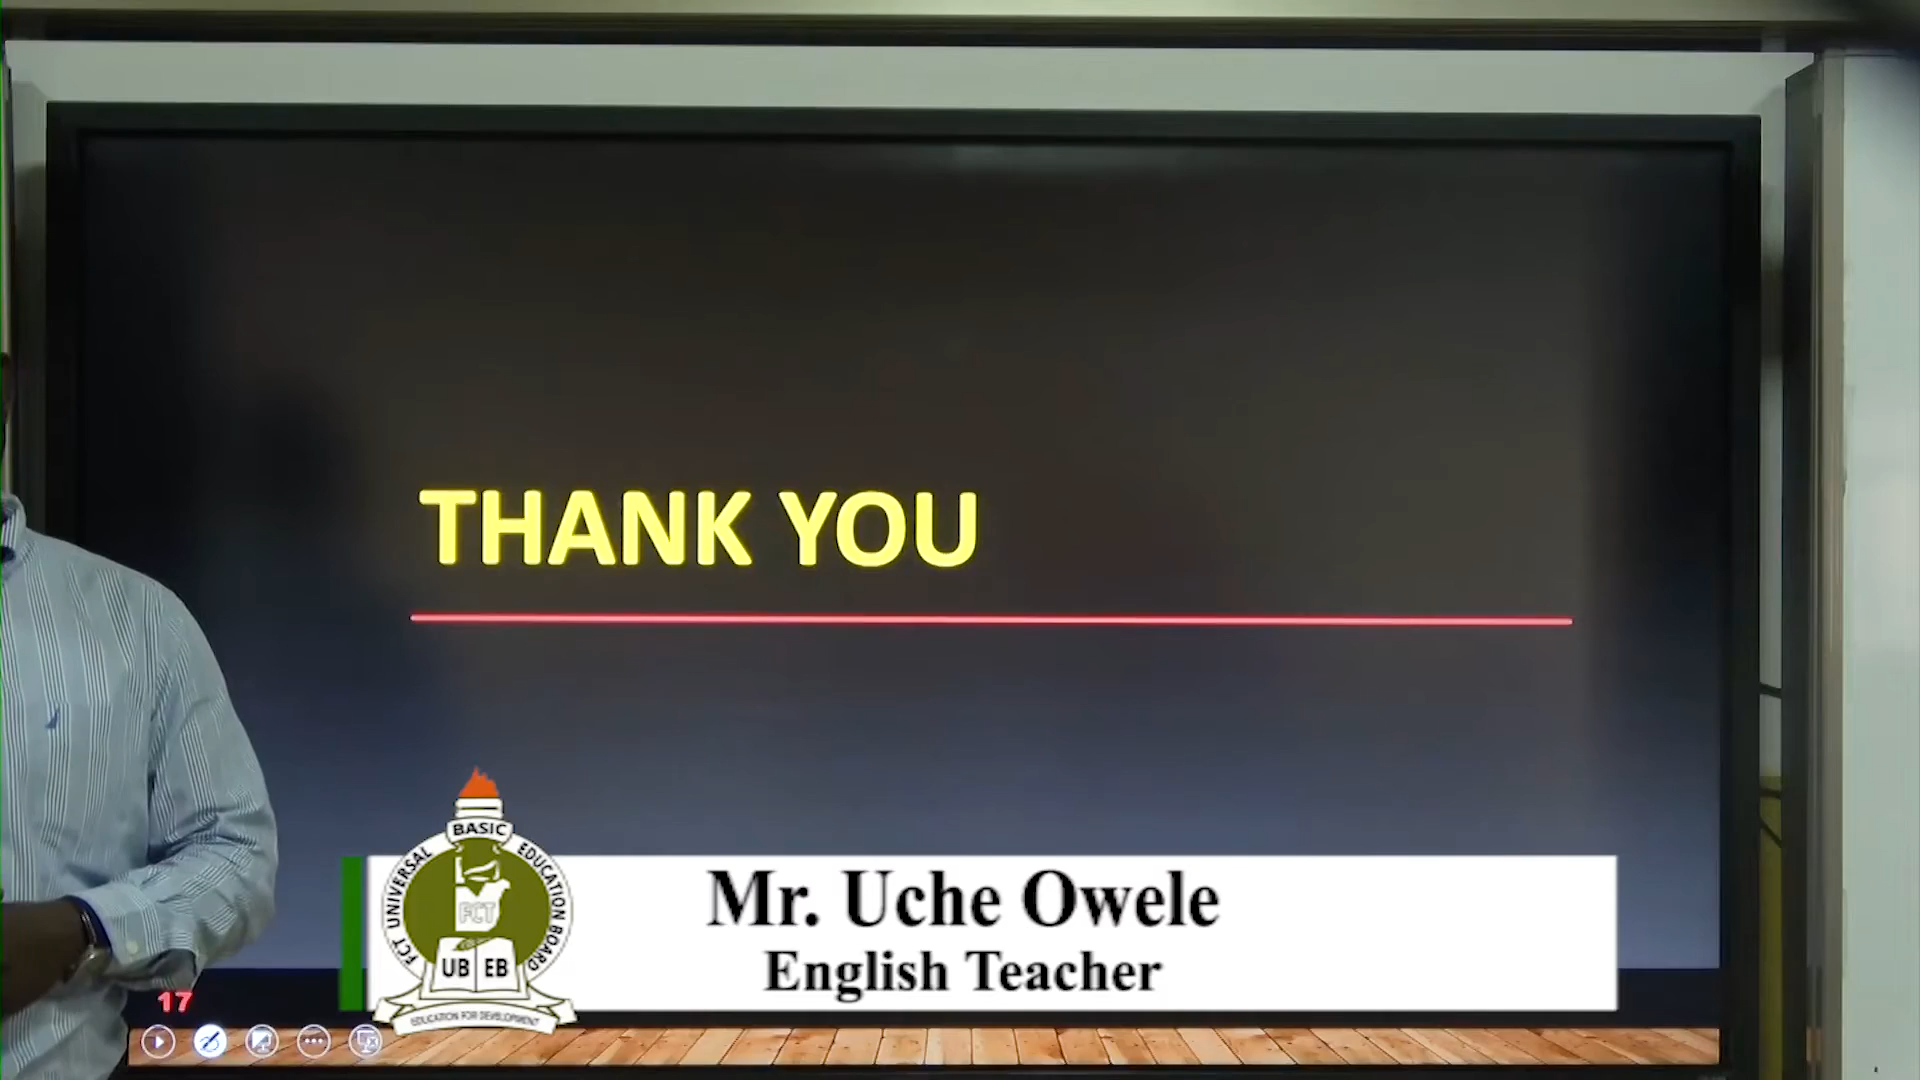 THANK YOU
BASIC
FCT UNIVERSAL
EDUCATION BOARD
FCT
UB EB
EDUCATION FOR DEVELOPMENT
Mr. Uche Owele
English Teacher
17